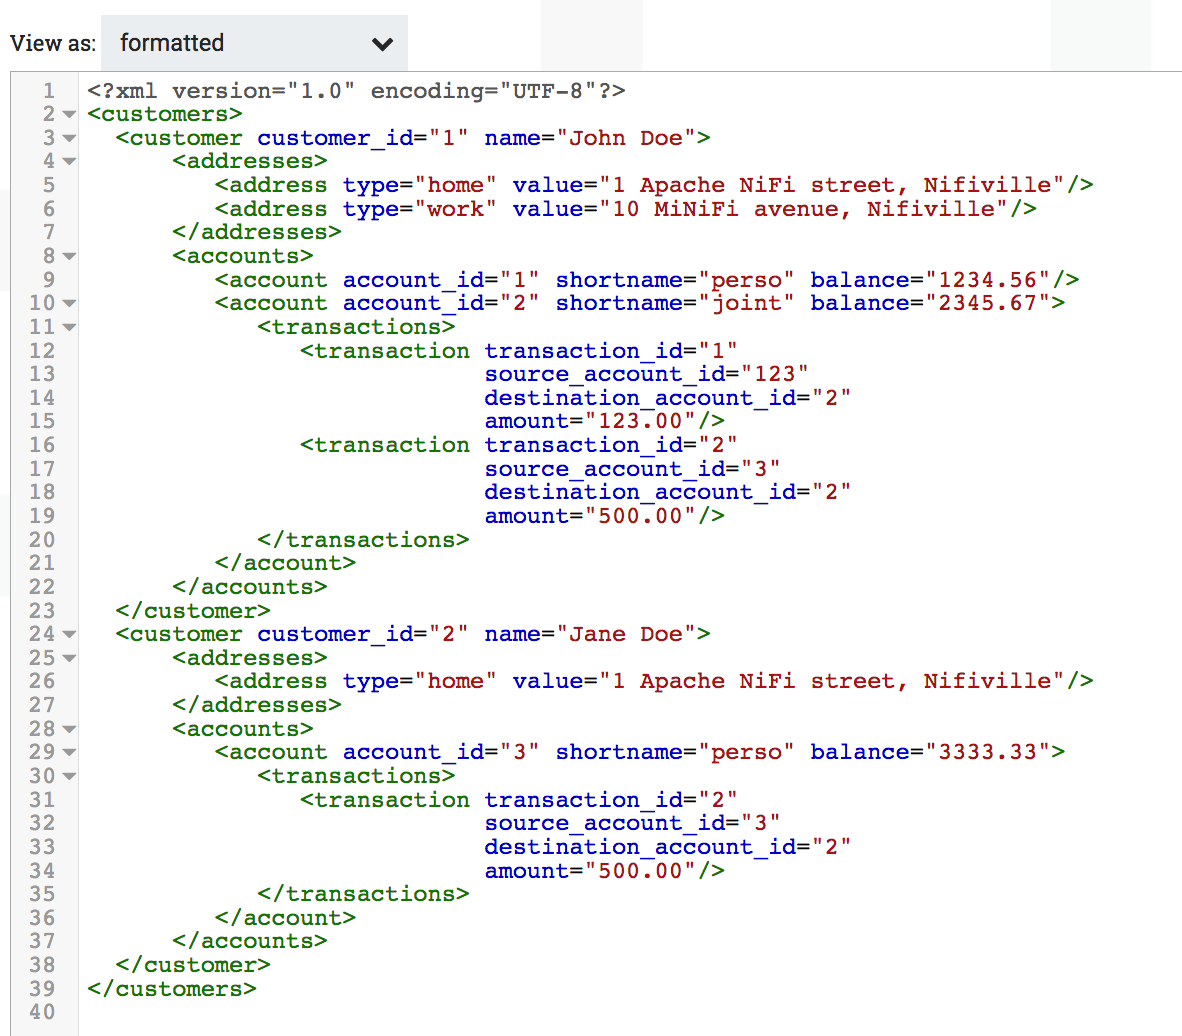 View as: formatted
1 <?xml version="1.0" encoding="UTF-8"?>
2 <customers>
3   <customer customer_id="1" name="John Doe">
4       <addresses>
5          <address type="home" value="1 Apache NiFi street, Nifiville"/>
6          <address type="work" value="10 MiNiFi avenue, Nifiville"/>
7       </addresses>
8       <accounts>
9          <account account_id="1" shortname="perso" balance="1234.56"/>
10          <account account_id="2" shortname="joint" balance="2345.67">
11             <transactions>
12                <transaction transaction_id="1"
13                             source_account_id="123"
14                             destination_account_id="2"
15                             amount="123.00"/>
16                <transaction transaction_id="2"
17                             source_account_id="3"
18                             destination_account_id="2"
19                             amount="500.00"/>
20             </transactions>
21          </account>
22       </accounts>
23   </customer>
24   <customer customer_id="2" name="Jane Doe">
25       <addresses>
26          <address type="home" value="1 Apache NiFi street, Nifiville"/>
27       </addresses>
28       <accounts>
29          <account account_id="3" shortname="perso" balance="3333.33">
30             <transactions>
31                <transaction transaction_id="2"
32                             source_account_id="3"
33                             destination_account_id="2"
34                             amount="500.00"/>
35             </transactions>
36          </account>
37       </accounts>
38   </customer>
39 </customers>
40